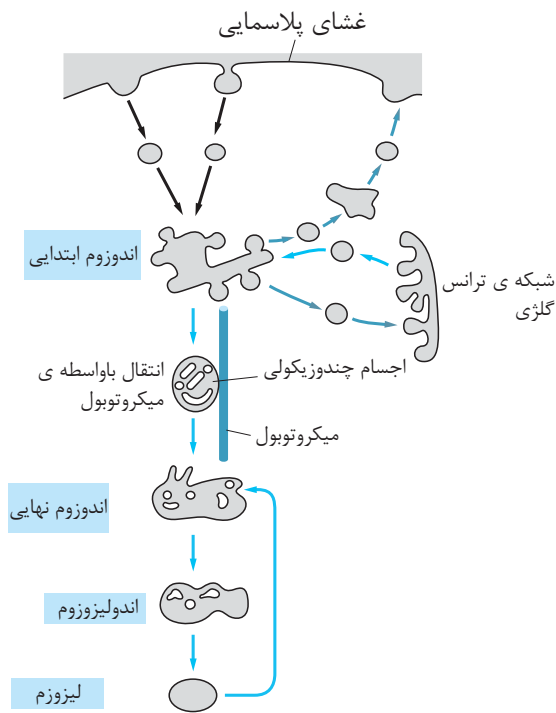 غشای پلاسمایی
اندوزوم ابتدایی
شبکه ی ترانس
گلژی
انتقال باواسطه ی
میکروتوبول
اجسام چندوزیکولی
میکروتوبول
اندوزوم نهایی
اندولیزوزوم
لیزوزم